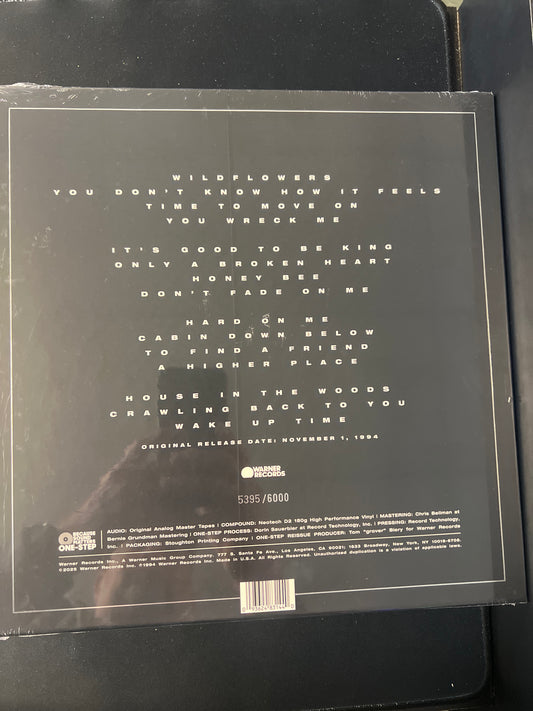 WILDFLOWERS
YOU DON'T KNOW HOW IT FEELS
TIME TO MOVE ON
YOU WRECK ME
IT'S GOOD TO BE KING
ONLY A BROKEN HEART
HONEY BEE
DON'T FADE ON ME
HARD ON ME
CABIN DOWN BELOW
TO FIND A FRIEND
A HIGHER PLACE
HOUSE IN THE WOODS
CRAWLING BACK TO YOU
WAKE UP TIME
ORIGINAL RELEASE DATE: NOVEMBER 1, 1994
WARNER
RECORDS
5395/6000
BECAUSE
SOUND
MATTERS
ONE-STEP
AUDIO: Original Analog Master Tapes | COMPOUND: Neotech D2 180g High Performance Vinyl | MASTERING: Chris Bellman at
Bernie Grundman Mastering | ONE-STEP PROCESS: Dorin Sauerbier at Record Technology, Inc. | PRESSING: Record Technology,
Inc. | PACKAGING: Stoughton Printing Company | ONE-STEP REISSUE PRODUCER: Tom "grover" Biery for Warner Records
Warner Records Inc., A Warner Music Group Company. 777 S. Santa Fe Ave., Los Angeles, CA 90021; 1633 Broadway, New York, NY 10019-6708.
©2025 Warner Records Inc. ℗1994 Warner Records Inc. Made in U.S.A. All Rights Reserved. Unauthorized duplication is a violation of applicable laws.